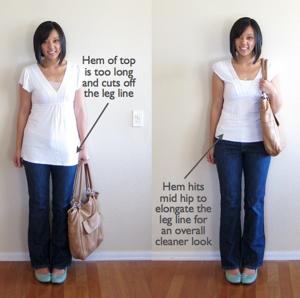 Hem of top
is too long
and cuts off
the leg line
Hem hits
mid hip to
elongate the
leg line for
an overall
cleaner look